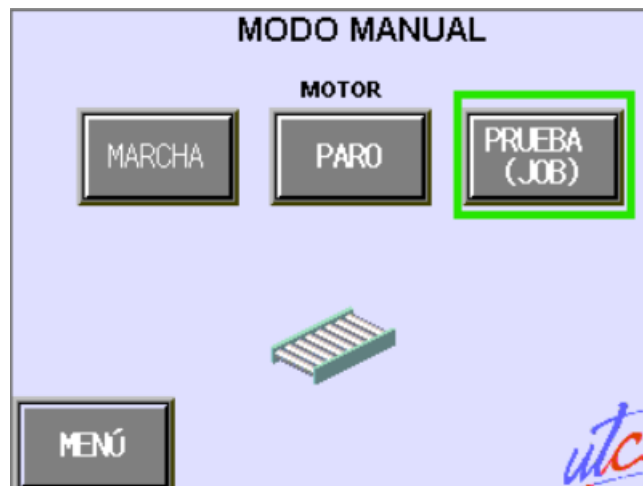 MODO MANUAL
MOTOR
MARCHA
PARO
PRUEBA
(JOB)
MENÚ
utc